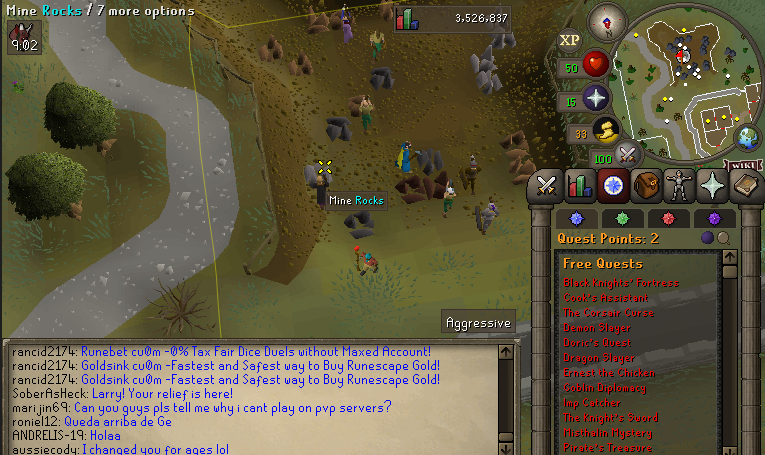 Mine Rocks / 7 more options
9:02
3,526,837
XP
50
15
33
100
WIKI
Mine Rocks
Aggressive
Quest Points: 2
Free Quests
Black Knights' Fortress
Cook's Assistant
The Corsair Curse
Demon Slayer
Doric's Quest
Dragon Slayer
Ernest the Chicken
Goblin Diplomacy
Imp Catcher
The Knight's Sword
Misthalin Mystery
Pirate's Treasure
rancid2174: Runebet cu0m -0% Tax Fair Dice Duels without Maxed Account!
rancid2174: Goldsink cu0m -Fastest and Safest way to Buy Runescape Gold!
rancid2174: Goldsink cu0m -Fastest and Safest way to Buy Runescape Gold!
SoberAsHeck: Larry! Your relief is here!
marijin69: Can you guys pls tell me why i cant play on pvp servers?
roniel12: Queda arriba de Ge
ANDRELIS-19: Holaa
aussiecody: I changed you for ages lol